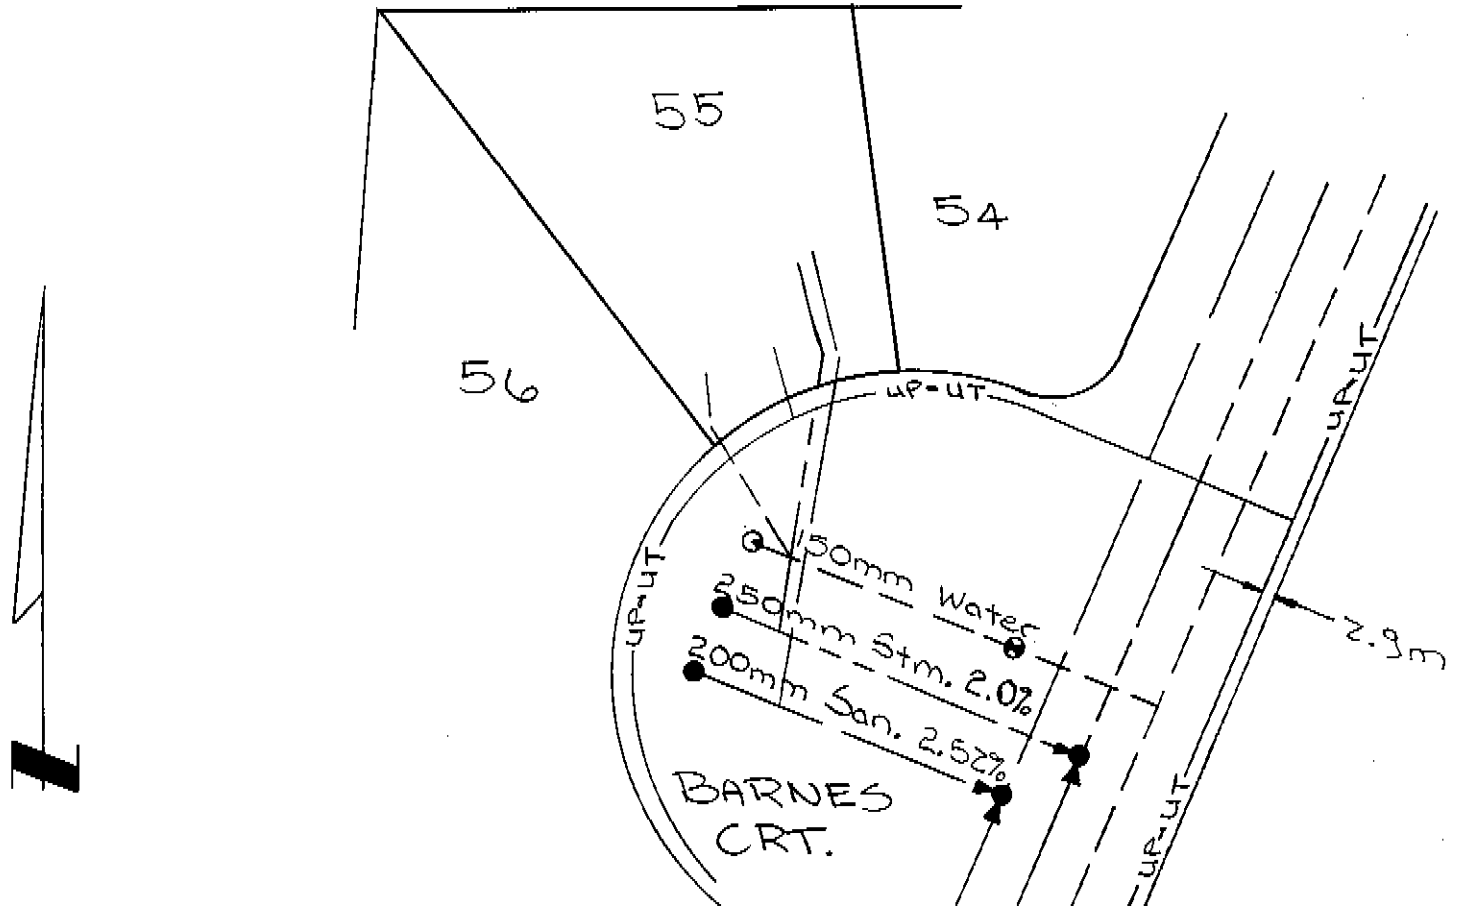 55
54
56
UP-UT
UP-UT
UP-UT
50mm Water
250mm Stm. 2.0%
200mm San. 2.52%
2.9m
BARNES
CRT.
UP-UT